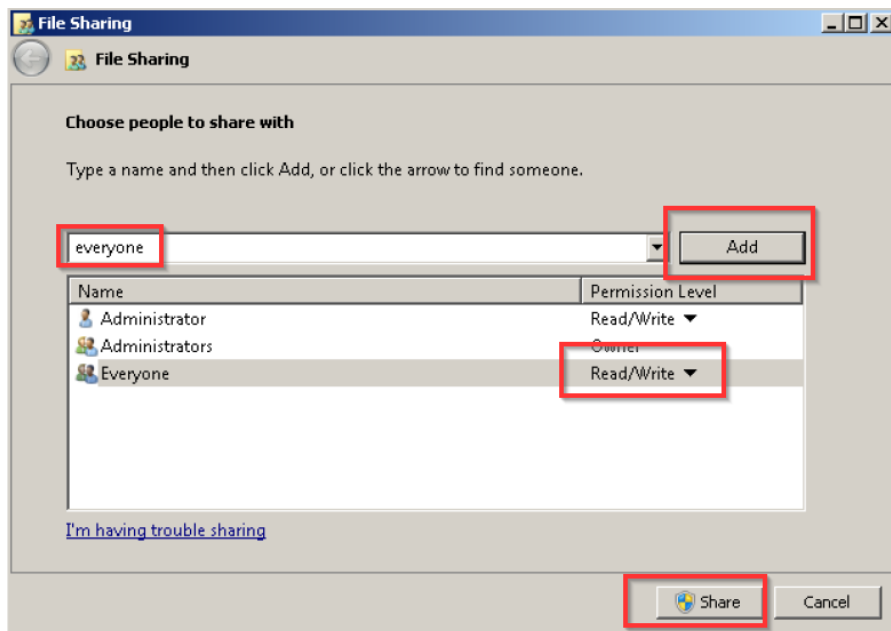 File Sharing
File Sharing
Choose people to share with
Type a name and then click Add, or click the arrow to find someone.
everyone Add
Name Permission Level
Administrator Read/Write
Administrators Owner
Everyone Read/Write
I'm having trouble sharing
Share Cancel